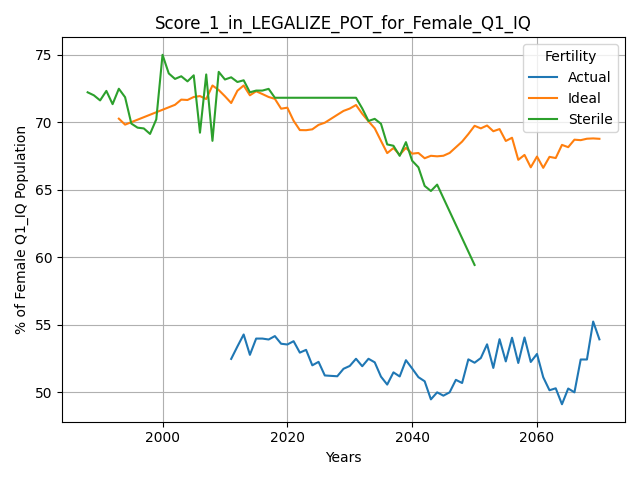 Score_1_in_LEGALIZE_POT_for_Female_Q1_IQ
% of Female Q1_IQ Population
75
70
65
60
55
50
Fertility
Actual
Ideal
Sterile
2000
2020
2040
2060
Years